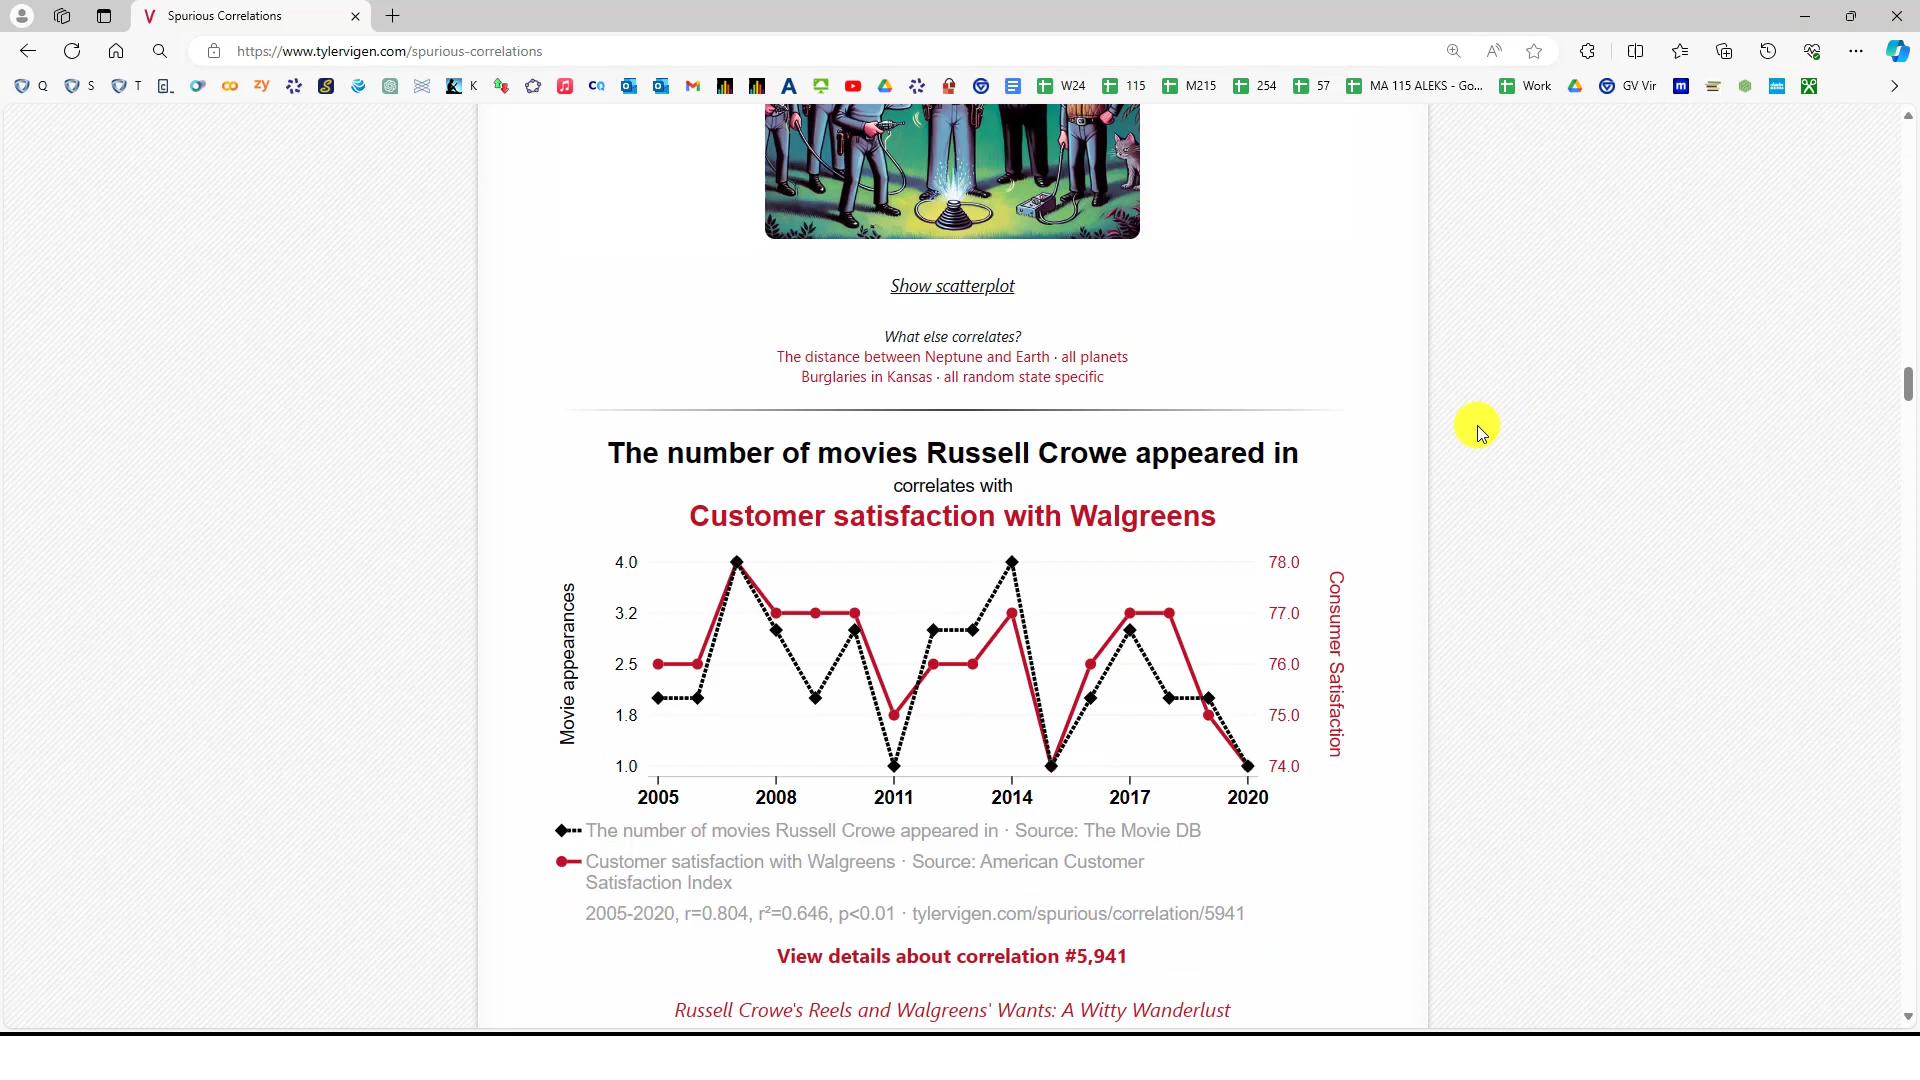 Spurious Correlations
https://www.tylervigen.com/spurious-correlations
Q
S
T
zy
K
CQ
W24
115
M215
254
57
MA 115 ALEKS - Go...
Work
GV Vir
Show scatterplot
What else correlates?
The distance between Neptune and Earth · all planets
Burglaries in Kansas · all random state specific
The number of movies Russell Crowe appeared in
correlates with
Customer satisfaction with Walgreens
4.0
3.2
2.5
1.8
1.0
Movie appearances
78.0
77.0
76.0
75.0
74.0
Consumer Satisfaction
2005
2008
2011
2014
2017
2020
The number of movies Russell Crowe appeared in · Source: The Movie DB
Customer satisfaction with Walgreens · Source: American Customer
Satisfaction Index
2005-2020, r=0.804, r²=0.646, p<0.01 · tylervigen.com/spurious/correlation/5941
View details about correlation #5,941
Russell Crowe's Reels and Walgreens' Wants: A Witty Wanderlust